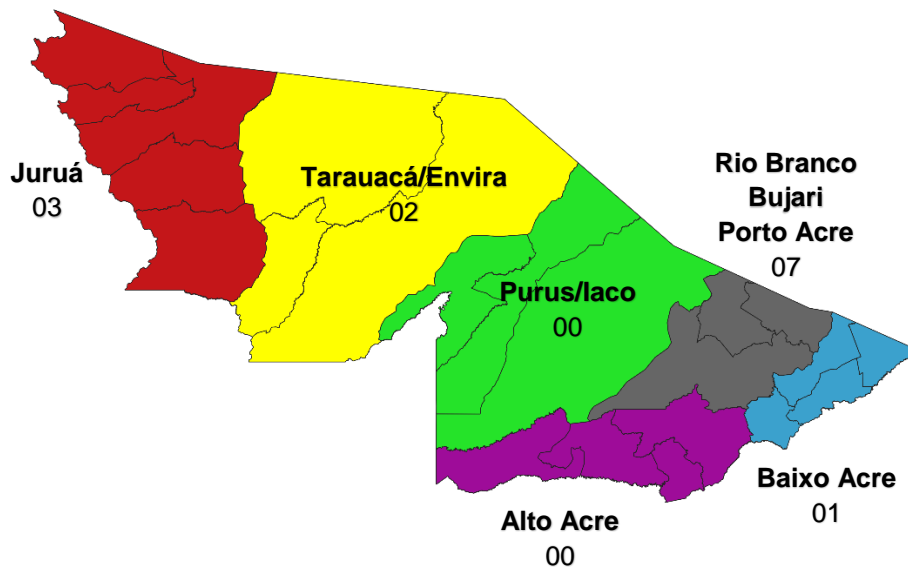 Juruá
03
Tarauacá/Envira
02
Rio Branco
Bujari
Porto Acre
07
Purus/Iaco
00
Baixo Acre
01
Alto Acre
00